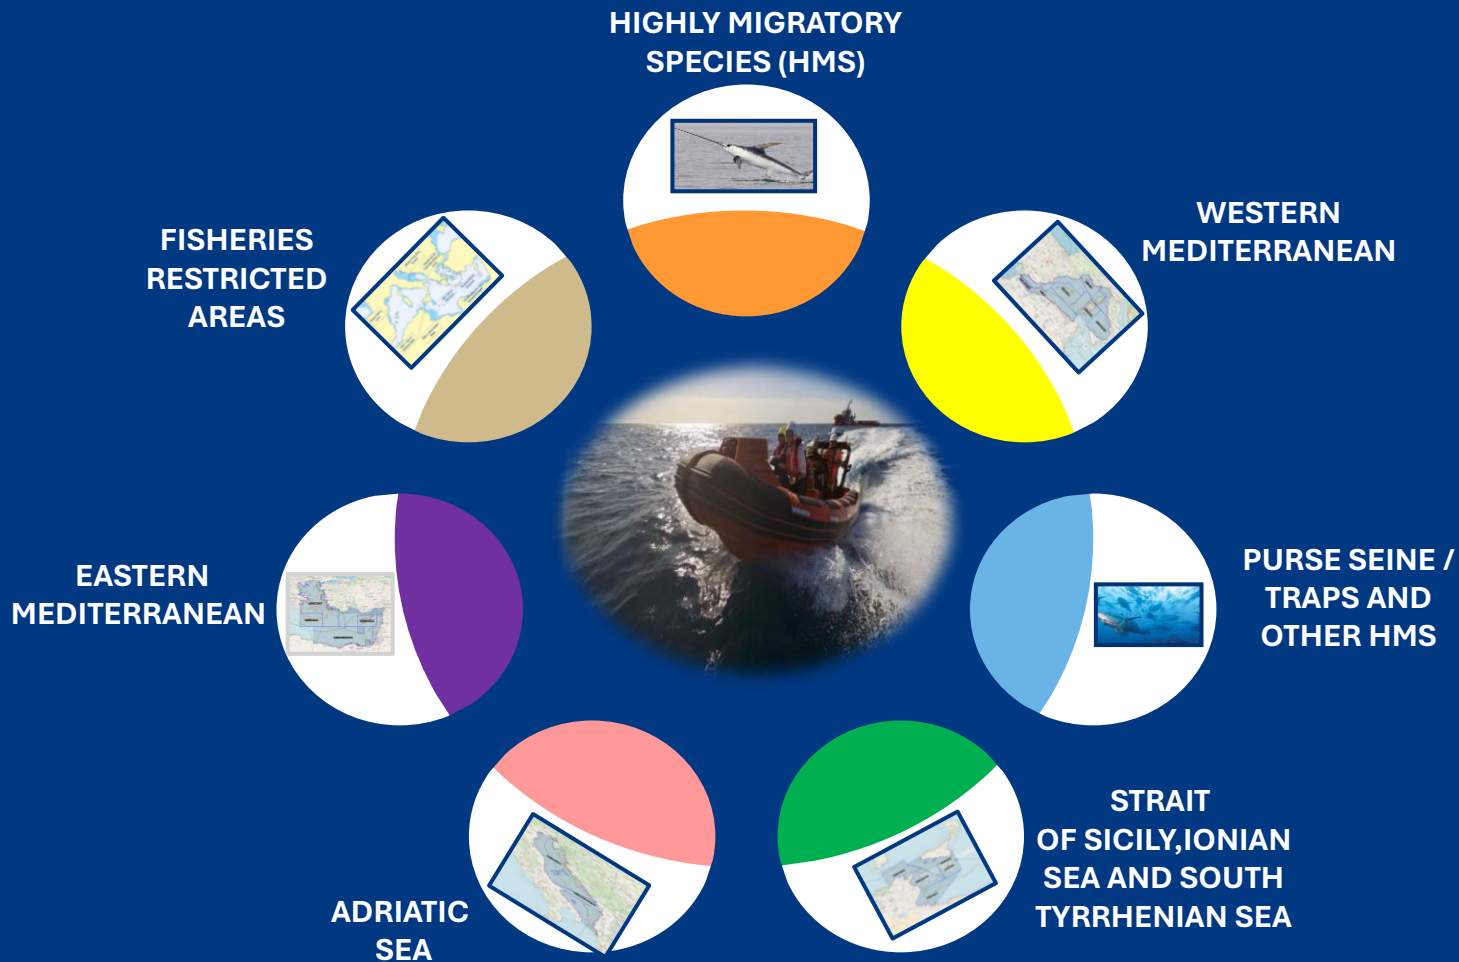 HIGHLY MIGRATORY
SPECIES (HMS)
WESTERN
MEDITERRANEAN
FISHERIES
RESTRICTED
AREAS
PURSE SEINE /
TRAPS AND
OTHER HMS
EASTERN
MEDITERRANEAN
STRAIT
OF SICILY,IONIAN
SEA AND SOUTH
TYRRHENIAN SEA
ADRIATIC
SEA